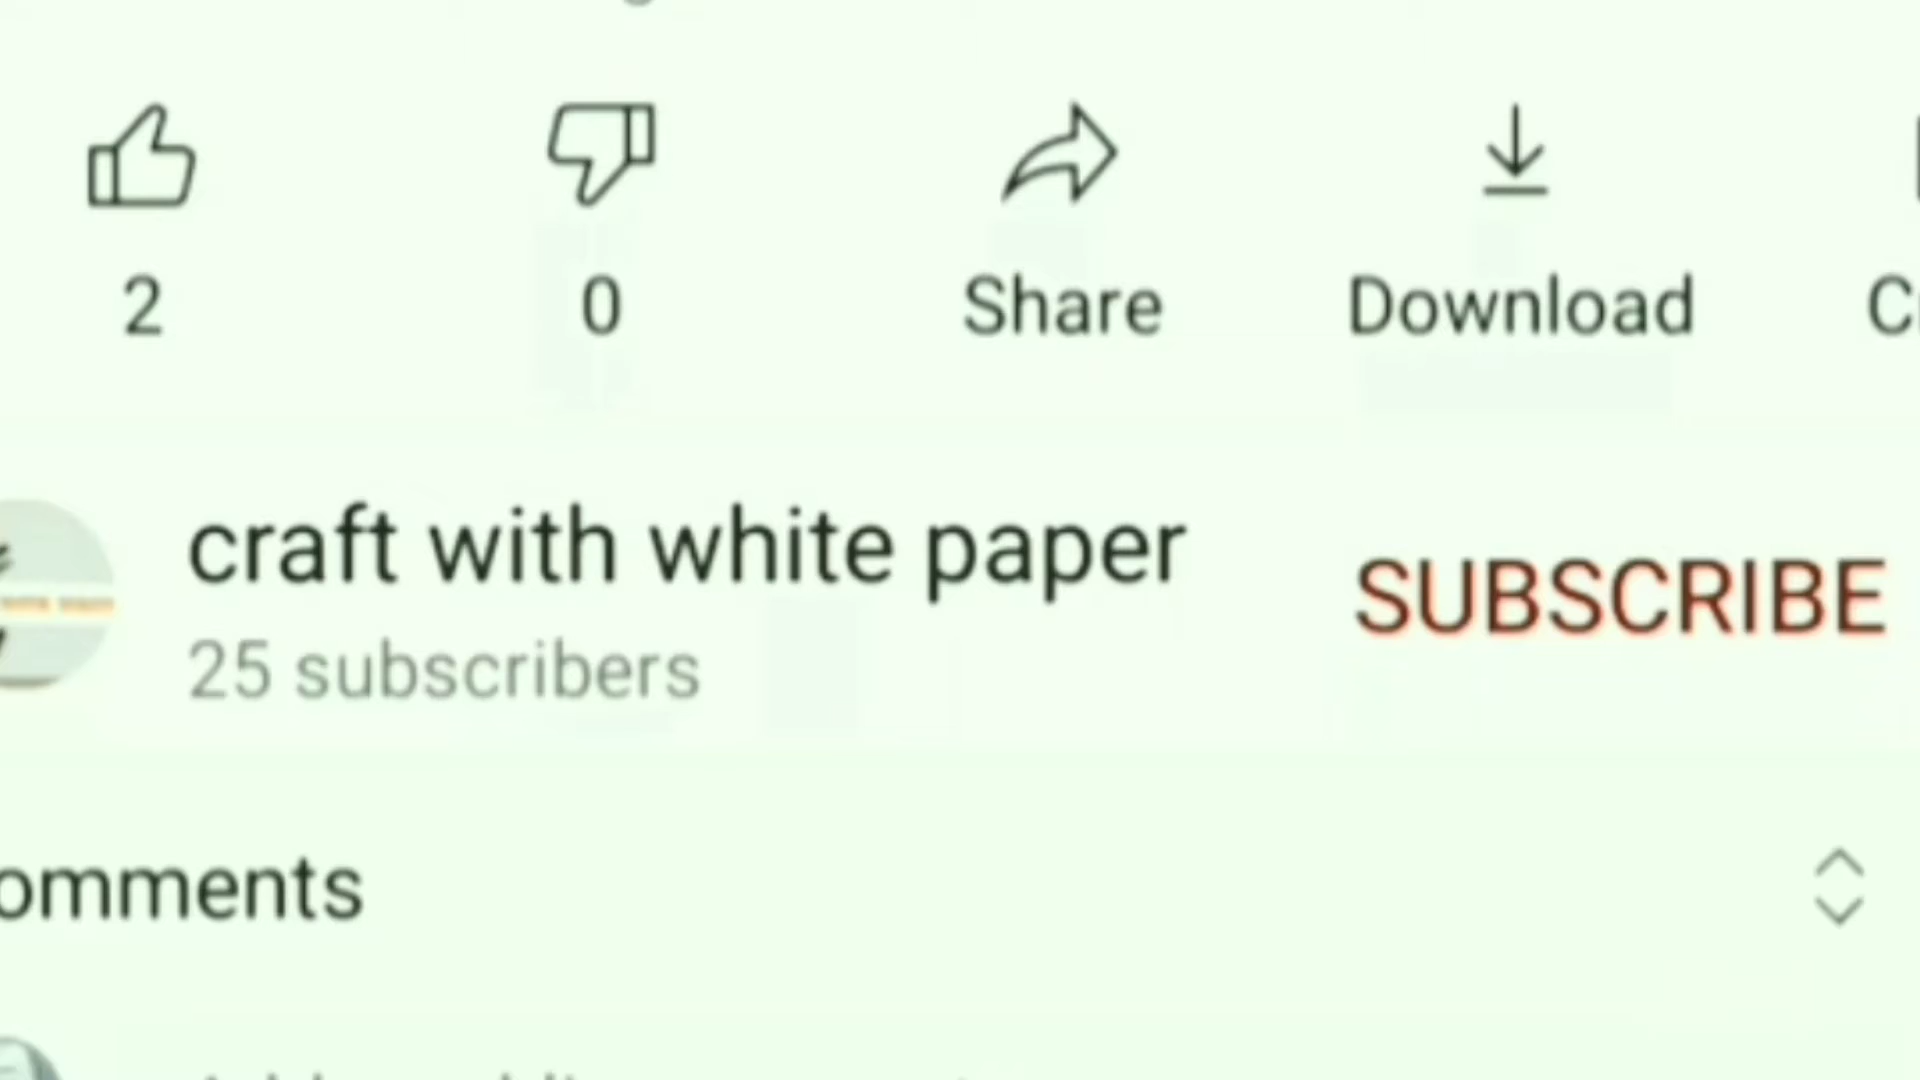 2 0 Share Download C
craft with white paper
SUBSCRIBE
25 subscribers
omments